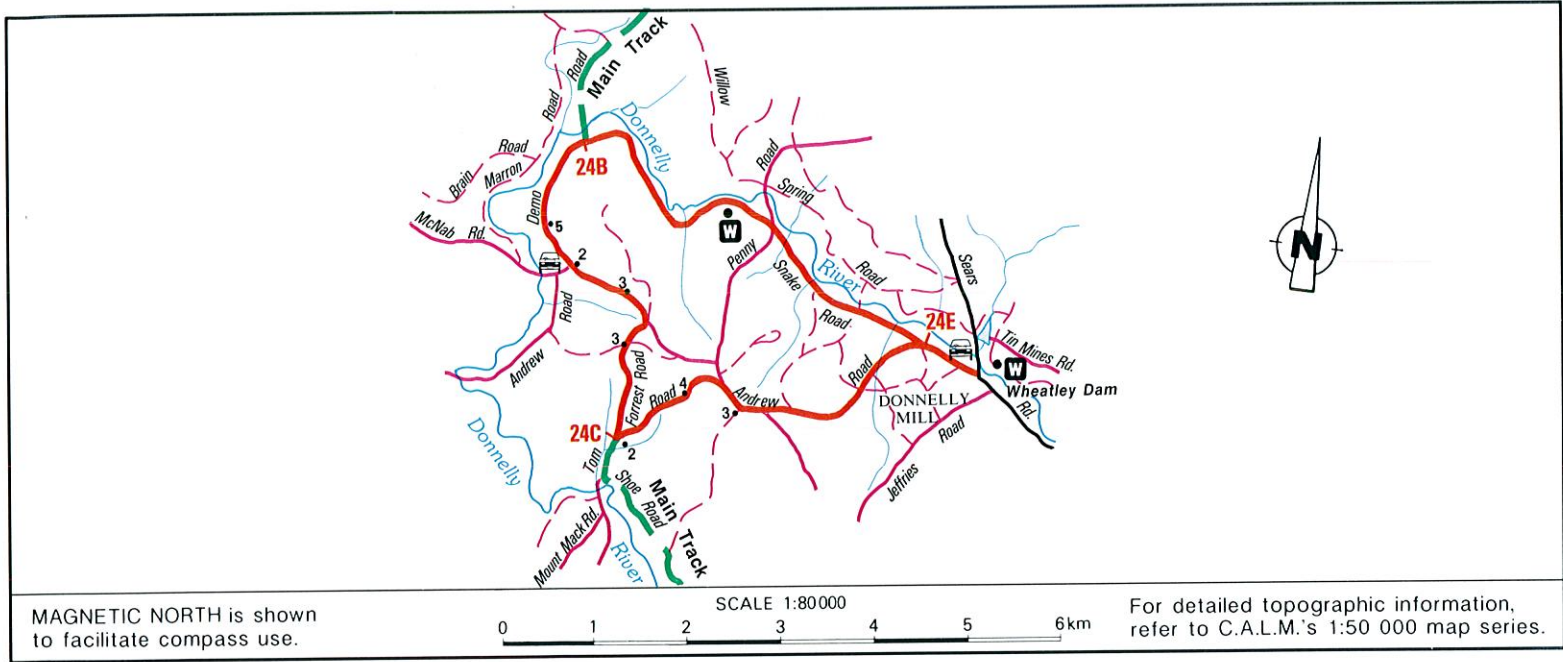 Road
Main Track
Road
Willow
Donnelly
Road
Brain
Marron
24B
Road
Spring
Demo
McNab Rd.
5
W
Penny
2
Snake
River
Road
Sears
3
Road
Road
24E
Tin Mines Rd.
3
Andrew
Forrest Road
Road
W
Wheatley Dam
4
Road
Andrew
DONNELLY
MILL
Rd.
3
24C
2
Road
Donnelly
Tom
Shoe Road
Main Track
Jeffries
Mount Mack Rd.
River
N
MAGNETIC NORTH is shown
to facilitate compass use.
SCALE 1:80000
0 1 2 3 4 5 6km
For detailed topographic information,
refer to C.A.L.M.'s 1:50 000 map series.